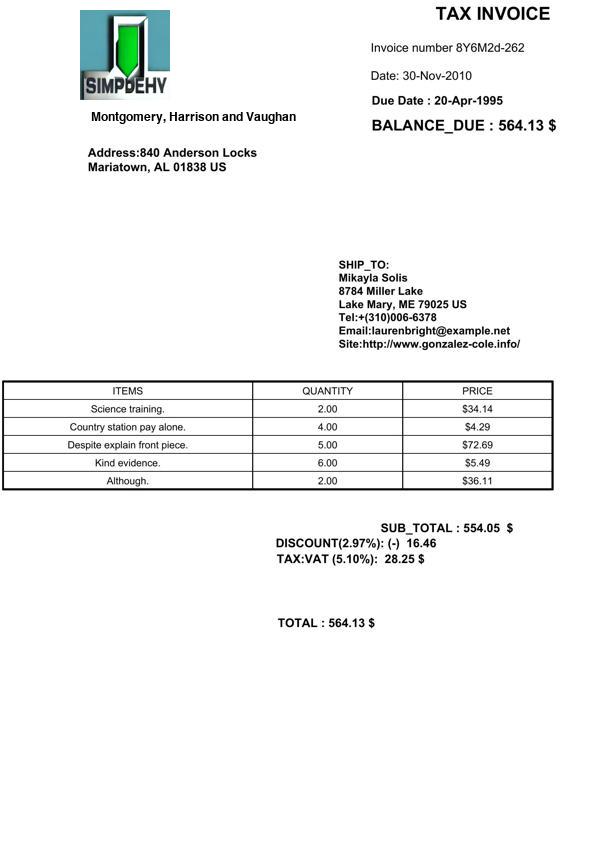 TAX INVOICE
Invoice number 8Y6M2d-262
SIMPDEHY
Date: 30-Nov-2010
Due Date : 20-Apr-1995
Montgomery, Harrison and Vaughan
BALANCE_DUE : 564.13 $
Address:840 Anderson Locks
Mariatown, AL 01838 US
SHIP_TO:
Mikayla Solis
8784 Miller Lake
Lake Mary, ME 79025 US
Tel:+(310)006-6378
Email:laurenbright@example.net
Site:http://www.gonzalez-cole.info/
ITEMS QUANTITY PRICE
Science training. 2.00 $34.14
Country station pay alone. 4.00 $4.29
Despite explain front piece. 5.00 $72.69
Kind evidence. 6.00 $5.49
Although. 2.00 $36.11
SUB_TOTAL : 554.05 $
DISCOUNT(2.97%): (-) 16.46
TAX:VAT (5.10%): 28.25 $
TOTAL : 564.13 $